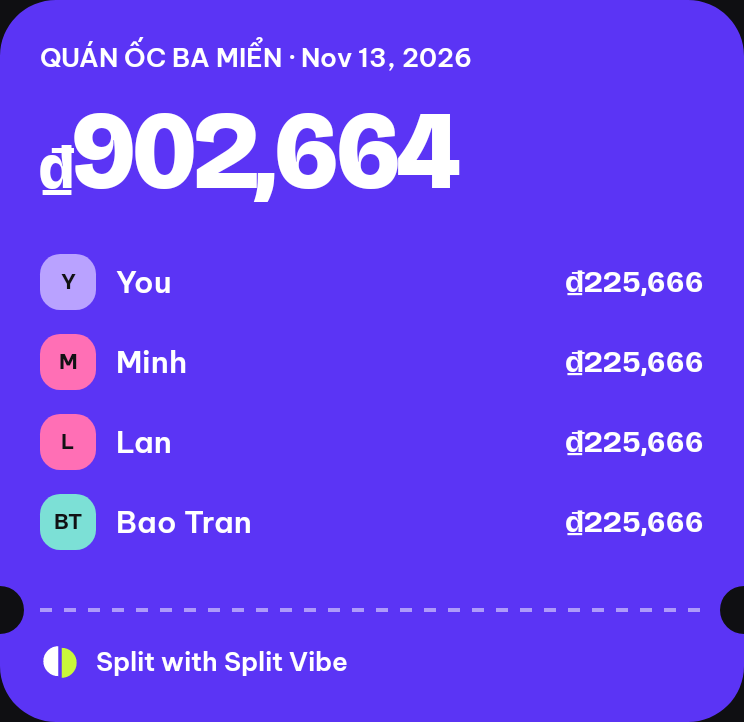 QUÁN ỐC BA MIỂN · Nov 13, 2026
₫902,664
Y You ₫225,666
M Minh ₫225,666
L Lan ₫225,666
BT Bao Tran ₫225,666
Split with Split Vibe